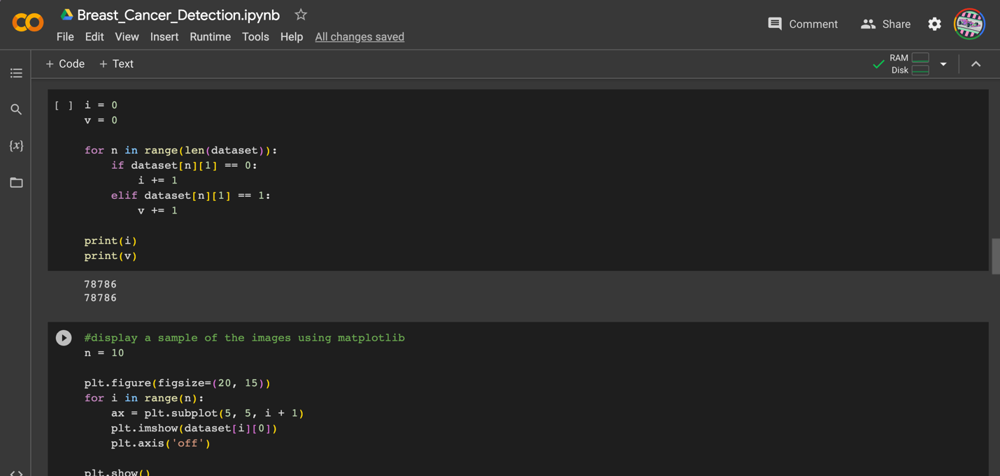 Breast_Cancer_Detection.ipynb
File Edit View Insert Runtime Tools Help All changes saved
Comment Share
+ Code + Text
RAM
Disk
{x}
[ ] i = 0
v = 0
for n in range(len(dataset)):
    if dataset[n][1] == 0:
        i += 1
    elif dataset[n][1] == 1:
        v += 1
print(i)
print(v)
78786
78786
#display a sample of the images using matplotlib
n = 10
plt.figure(figsize=(20, 15))
for i in range(n):
    ax = plt.subplot(5, 5, i + 1)
    plt.imshow(dataset[i][0])
    plt.axis('off')
plt.show()